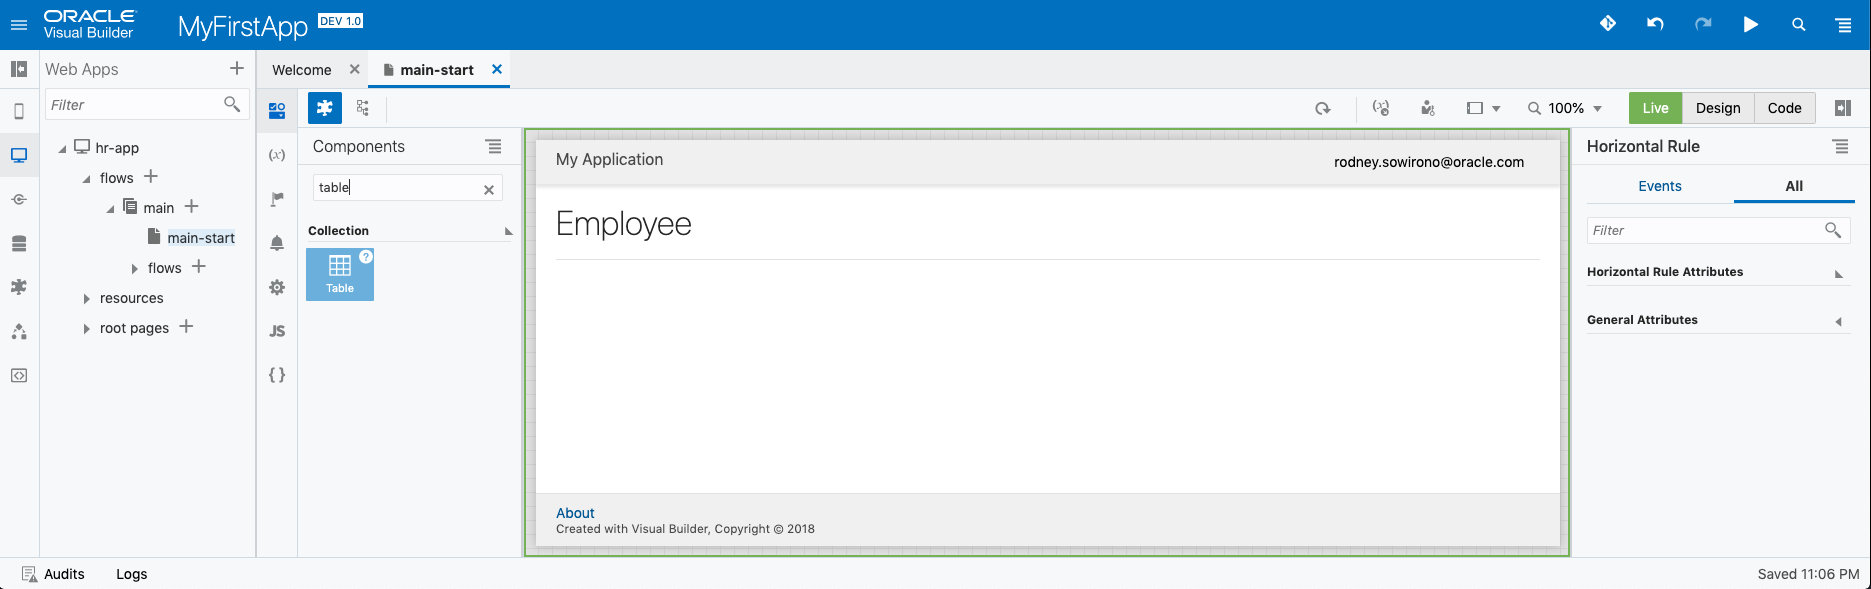 ORACLE
Visual Builder
MyFirstApp
DEV 1.0
Web Apps
Filter
hr-app
flows
main
main-start
flows
resources
root pages
Welcome
main-start
(x)
JS
{ }
100%
Live
Design
Code
Components
table
Collection
Table
?
My Application
rodney.sowirono@oracle.com
Employee
About
Created with Visual Builder, Copyright © 2018
Horizontal Rule
Events
All
Filter
Horizontal Rule Attributes
General Attributes
Audits
Logs
Saved 11:06 PM